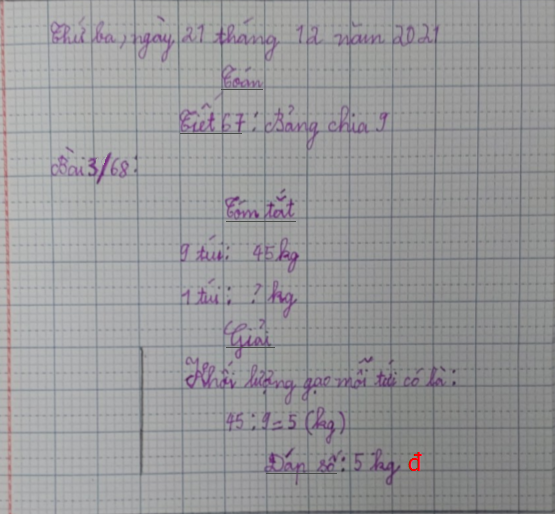 Thứ ba, ngày 21 tháng 12 năm 2021
Toán
Tiết 67: Bảng chia 9
Bài 3/68:
Tóm tắt
9 túi: 45 kg
1 túi: ? kg
Giải
Khối lượng gạo mỗi túi có là:
45 : 9 = 5 (kg)
Đáp số: 5 kg đ